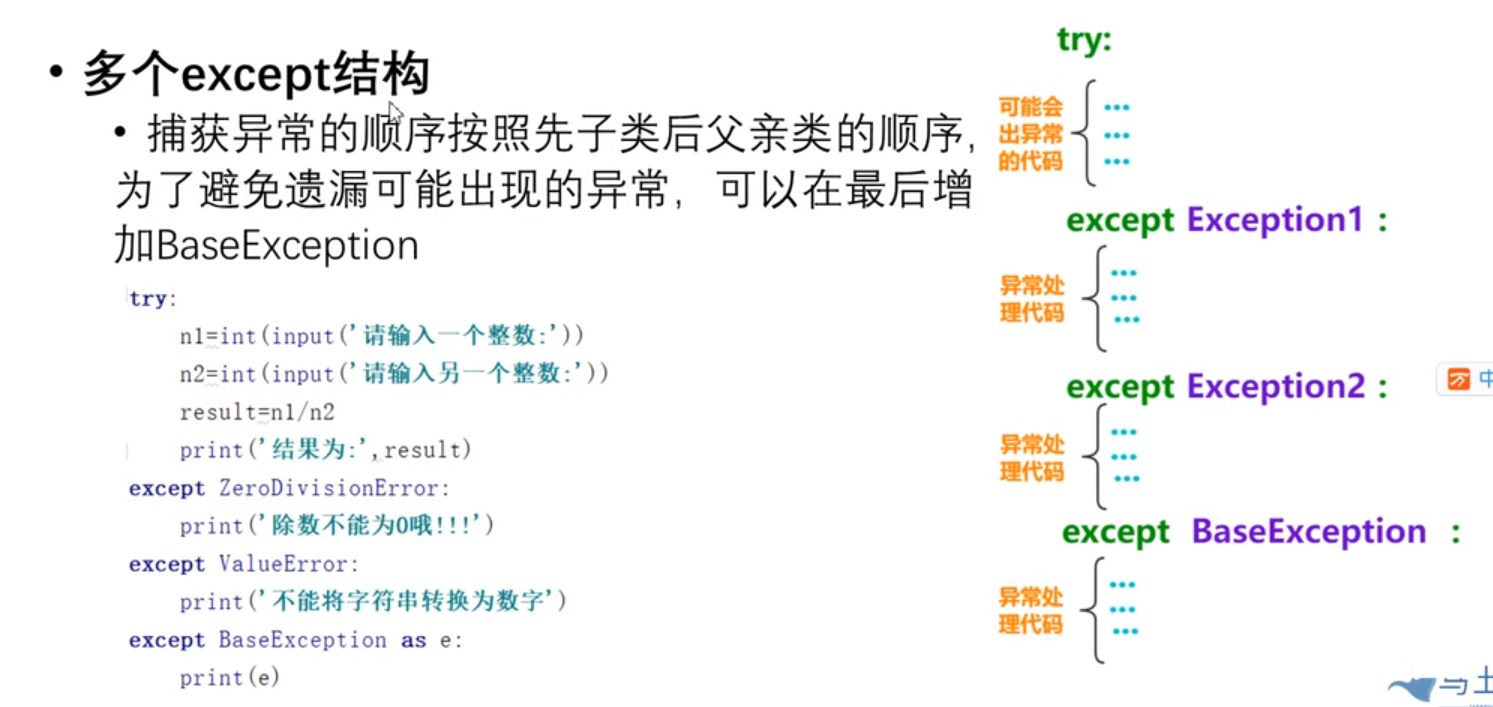 • 多个except结构
• 捕获异常的顺序按照先子类后父亲类的顺序,
为了避免遗漏可能出现的异常，可以在最后增
加BaseException
try:
    n1=int(input('请输入一个整数:'))
    n2=int(input('请输入另一个整数:'))
    result=n1/n2
    print('结果为:',result)
except ZeroDivisionError:
    print('除数不能为0哦!!!')
except ValueError:
    print('不能将字符串转换为数字')
except BaseException as e:
    print(e)
try:
可能会
出异常
的代码
...
...
...
except Exception1 :
异常处
理代码
...
...
...
except Exception2 :
异常处
理代码
...
...
...
except BaseException :
异常处
理代码
...
...
...
中